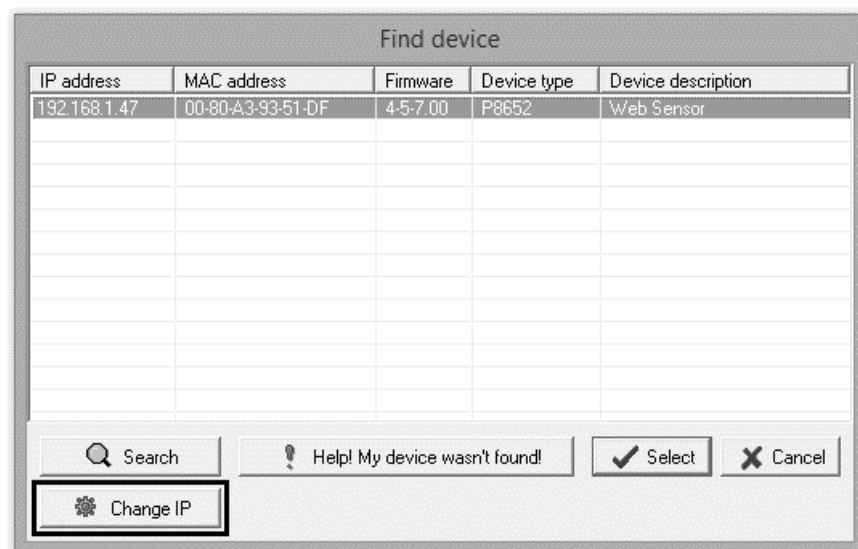 Find device
IP address MAC address Firmware Device type Device description
192.168.1.47 00-80-A3-93-51-DF 4-5-7.00 P8652 Web Sensor
Search Help! My device wasn't found! Select Cancel
Change IP